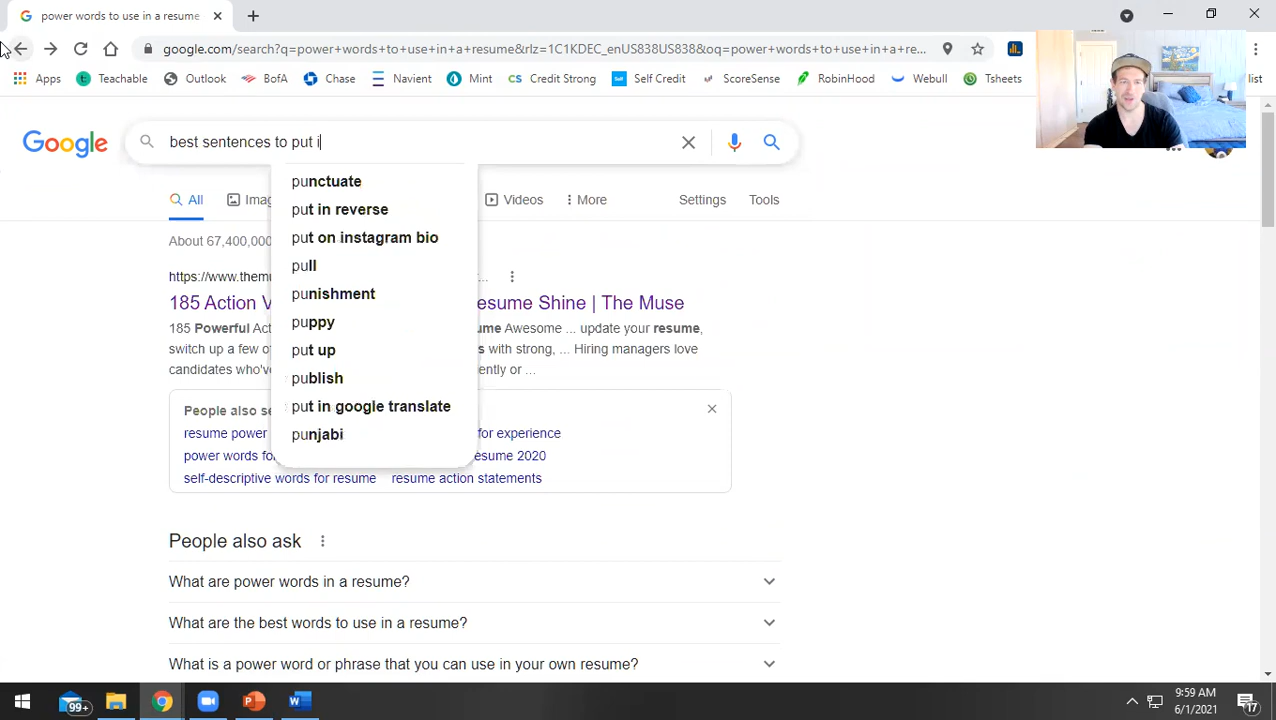 power words to use in a resume
google.com/search?q=power+words+to+use+in+a+resume&rlz=1C1KDEC_enUS838US838&oq=power+words+to+use+in+a+re...
Apps Teachable Outlook BofA Chase Navient Mint CS Credit Strong Self Credit ScoreSense RobinHood Webull Tsheets list
Google best sentences to put i
punctuate
put in reverse
put on instagram bio
pull
punishment
puppy
put up
publish
put in google translate
punjabi
All Imag Videos More Settings Tools
About 67,400,000
https://www.them ...
185 Action V esume Shine | The Muse
185 Powerful Act ume Awesome ... update your resume,
switch up a few of s with strong, ... Hiring managers love
candidates who've ently or ...
People also se
resume power for experience
power words fo esume 2020
self-descriptive words for resume resume action statements
People also ask
What are power words in a resume?
What are the best words to use in a resume?
What is a power word or phrase that you can use in your own resume?
99+
9:59 AM
6/1/2021
17